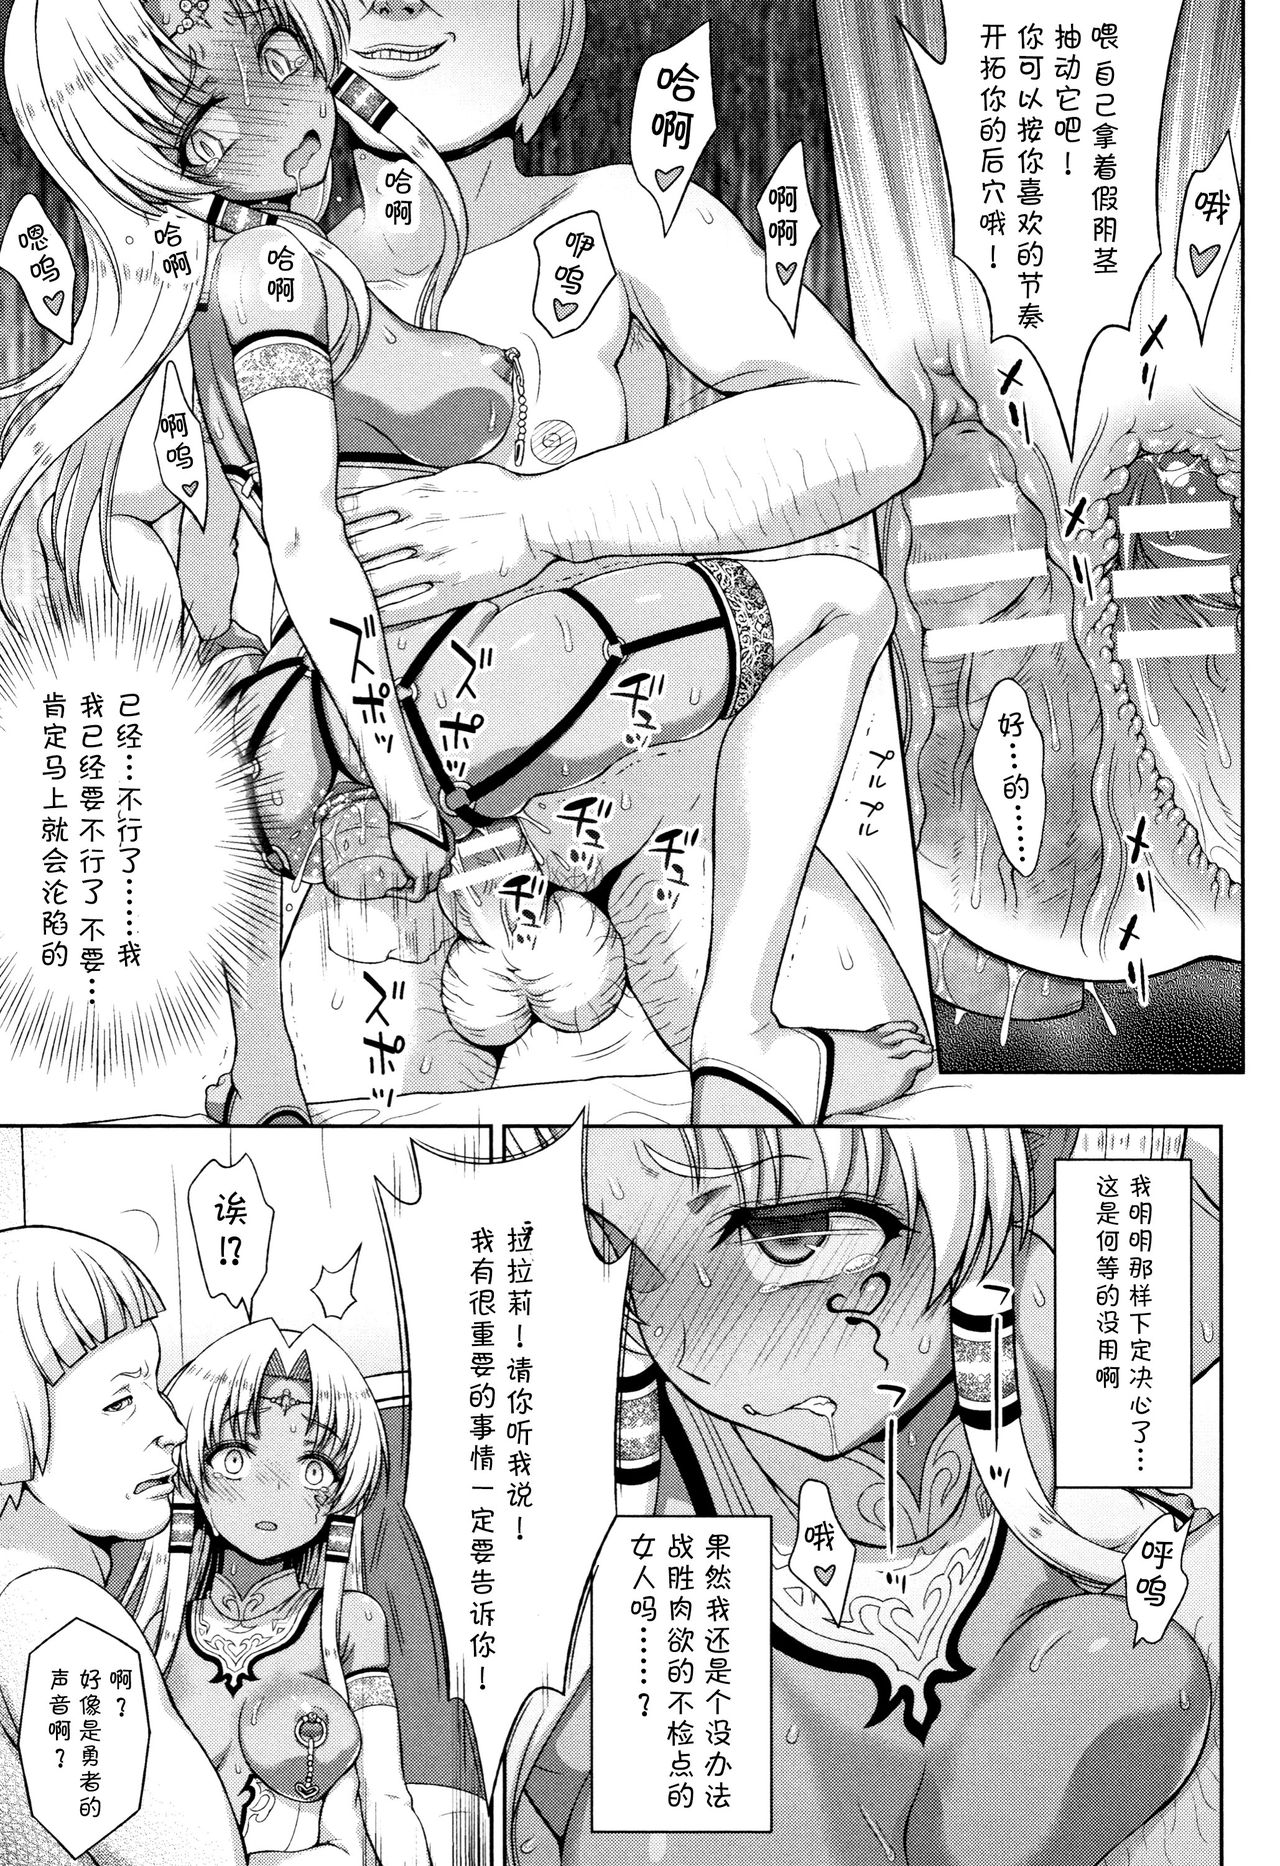 喂自己拿着假阴茎
抽动它吧！
你可以按你喜欢的节奏
开拓你的后穴哦！
哦♥
哈啊♥
啊啊♥
咿呜♥
哈啊
哈啊
哈啊
嗯呜♥
啊呜♥
好…的……
メリ
メリ
メリ
メリ
ズポッ
ズポッ
ズポッ
ヂュッ
ヂュッ
ヂュッ
プルプル
已经…不行了……我
我已经要不行了 不要…
肯定马上就会沦陷的
我明明那样下定决心了…
这是何等的没用啊
フーッ
フーッ
呼呜
哦♥
果然我还是个没办法
战胜肉欲的不检点的
女人吗……？
拉拉莉！请你听我说！
我有很重要的事情一定要告诉你！
诶!?
啊？
好像是勇者的
声音啊？